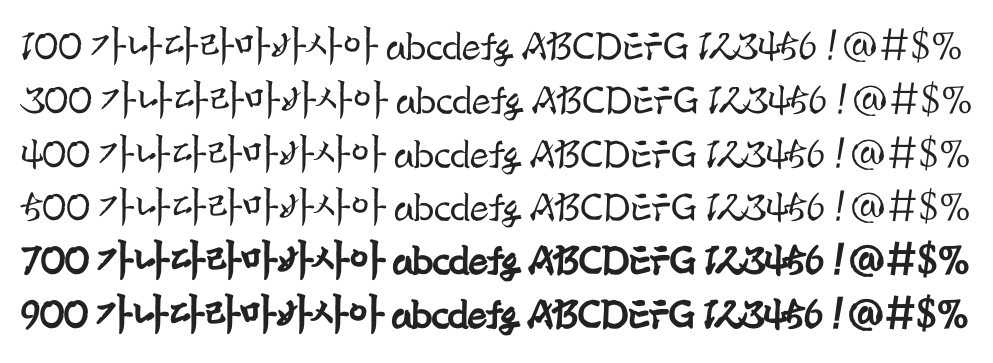 100 가나다라마바사아 abcdefg ABCDEFG 123456 !@#$%
300 가나다라마바사아 abcdefg ABCDEFG 123456 !@#$%
400 가나다라마바사아 abcdefg ABCDEFG 123456 !@#$%
500 가나다라마바사아 abcdefg ABCDEFG 123456 !@#$%
700 가나다라마바사아 abcdefg ABCDEFG 123456 !@#$%
900 가나다라마바사아 abcdefg ABCDEFG 123456 !@#$%